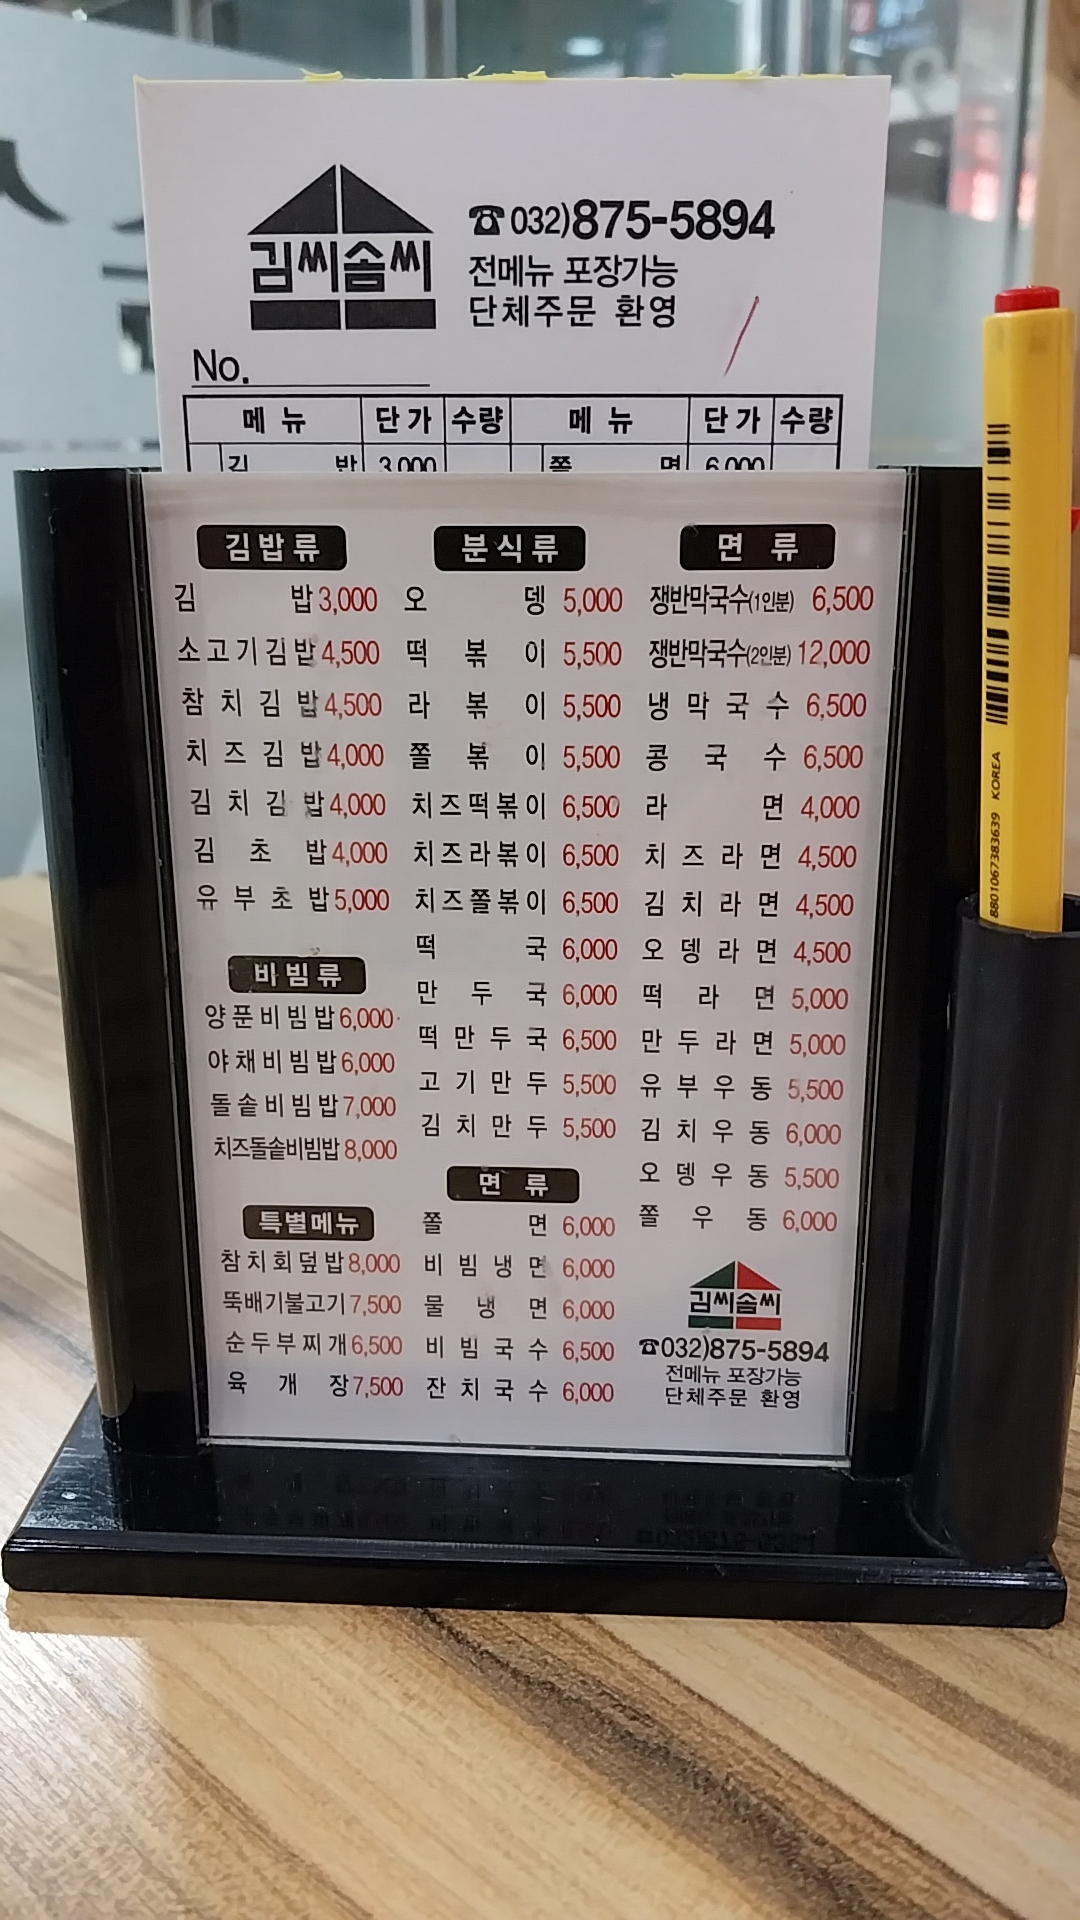 김씨솜씨
☎032)875-5894
전메뉴 포장가능
단체주문 환영
No.
메뉴 단가 수량 메뉴 단가 수량
김밥 3,000 쫄면 6,000
김밥류
김밥 3,000
소고기김밥 4,500
참치김밥 4,500
치즈김밥 4,000
김치김밥 4,000
김초밥 4,000
유부초밥 5,000
비빔류
양푼비빔밥 6,000
야채비빔밥 6,000
돌솥비빔밥 7,000
치즈돌솥비빔밥 8,000
특별메뉴
참치회덮밥 8,000
뚝배기불고기 7,500
순두부찌개 6,500
육개장 7,500
분식류
오뎅 5,000
떡볶이 5,500
라볶이 5,500
쫄볶이 5,500
치즈떡볶이 6,500
치즈라볶이 6,500
치즈쫄볶이 6,500
떡국 6,000
만두국 6,000
떡만두국 6,500
고기만두 5,500
김치만두 5,500
면류
쫄면 6,000
비빔냉면 6,000
물냉면 6,000
비빔국수 6,500
잔치국수 6,000
면류
쟁반막국수(1인분) 6,500
쟁반막국수(2인분) 12,000
냉막국수 6,500
콩국수 6,500
라면 4,000
치즈라면 4,500
김치라면 4,500
오뎅라면 4,500
떡라면 5,000
만두라면 5,000
유부우동 5,500
김치우동 6,000
오뎅우동 5,500
쫄우동 6,000
김씨솜씨
☎032)875-5894
전메뉴 포장가능
단체주문 환영
8801067383639 KOREA